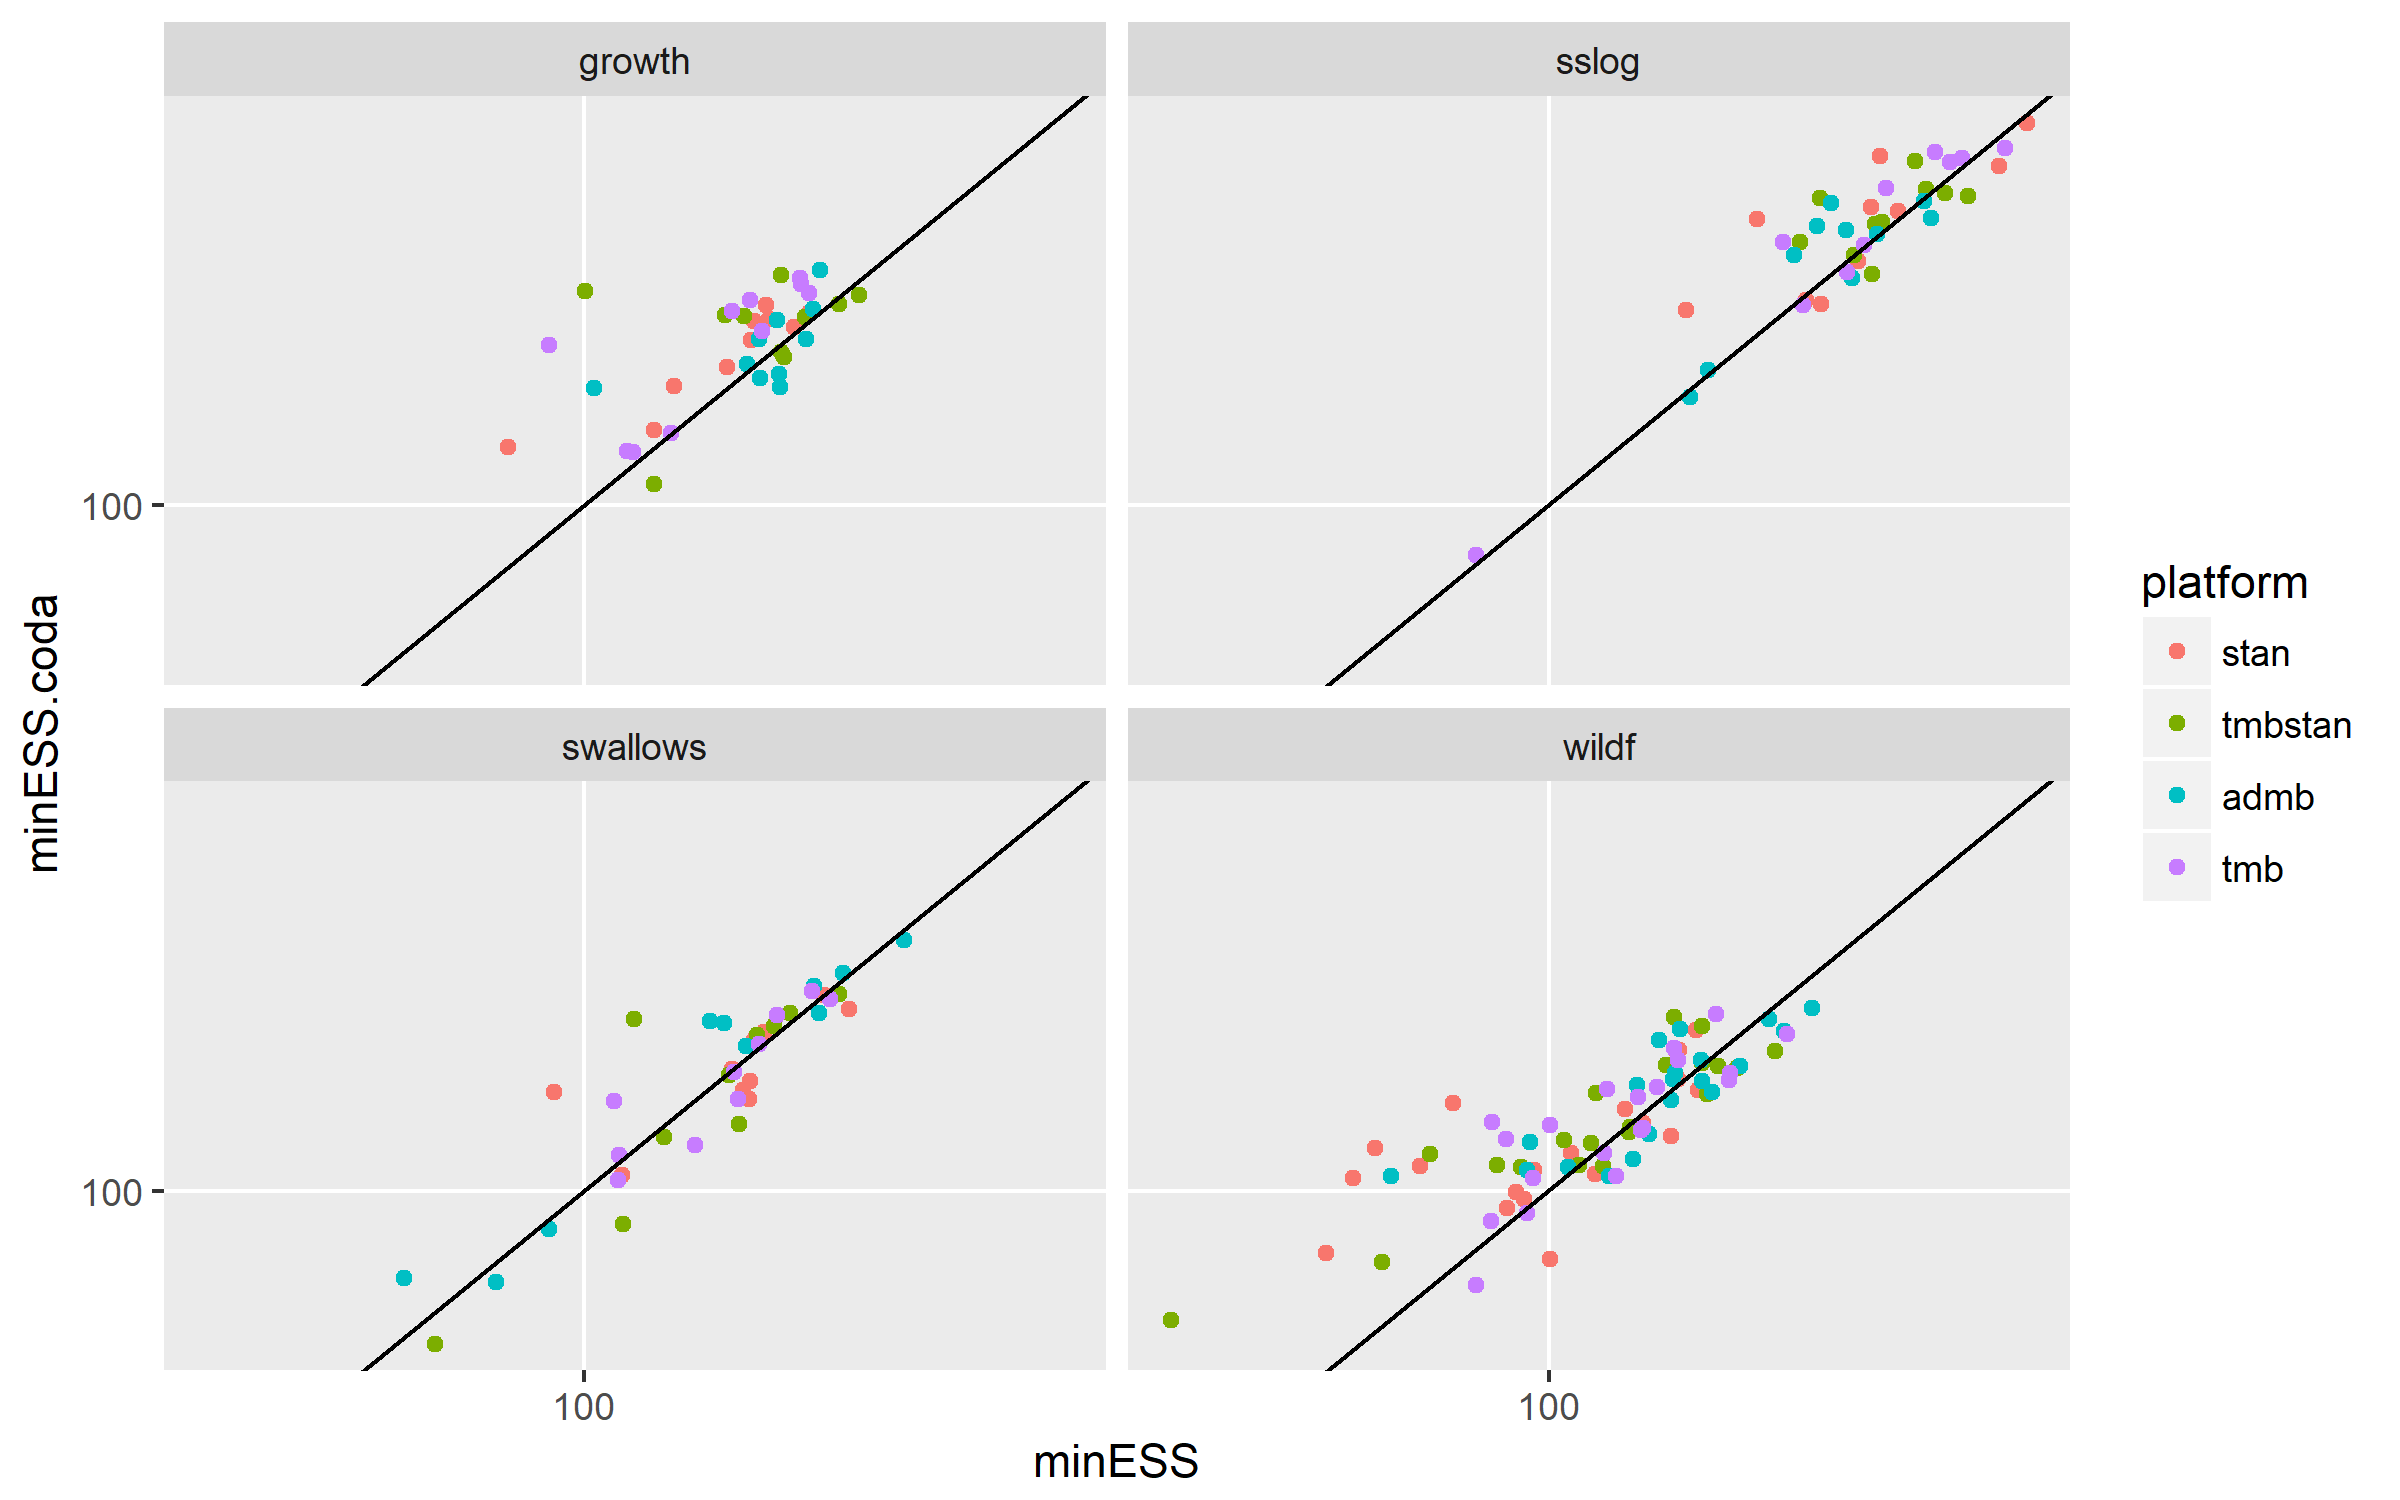 growth
sslog
100
minESS.coda
swallows
wildf
100
100
100
minESS
platform
stan
tmbstan
admb
tmb